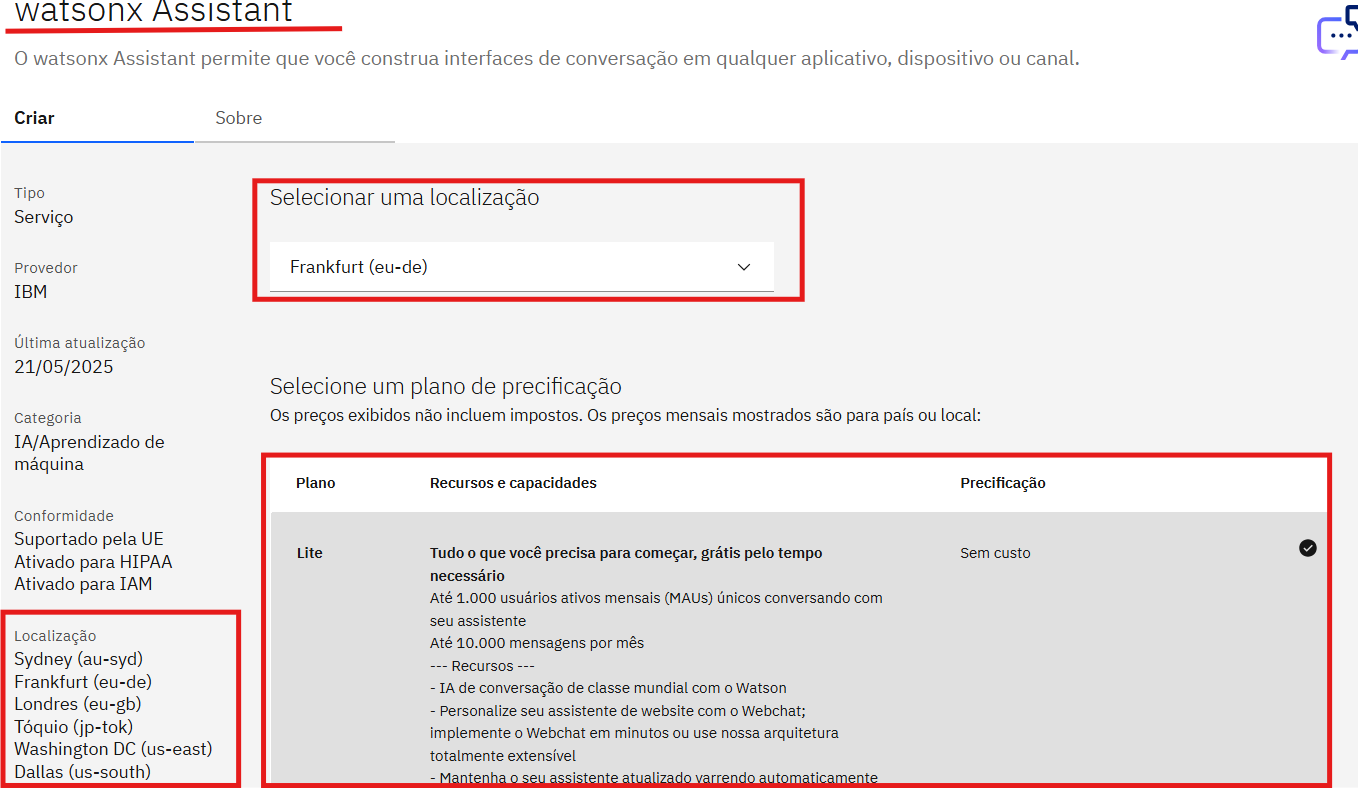 watsonx Assistant
O watsonx Assistant permite que você construa interfaces de conversação em qualquer aplicativo, dispositivo ou canal.
Criar
Sobre
Tipo
Serviço
Provedor
IBM
Última atualização
21/05/2025
Categoria
IA/Aprendizado de
máquina
Conformidade
Suportado pela UE
Ativado para HIPAA
Ativado para IAM
Localização
Sydney (au-syd)
Frankfurt (eu-de)
Londres (eu-gb)
Tóquio (jp-tok)
Washington DC (us-east)
Dallas (us-south)
Selecionar uma localização
Frankfurt (eu-de)
Selecione um plano de precificação
Os preços exibidos não incluem impostos. Os preços mensais mostrados são para país ou local:
Plano
Recursos e capacidades
Precificação
Lite
Tudo o que você precisa para começar, grátis pelo tempo
necessário
Até 1.000 usuários ativos mensais (MAUs) únicos conversando com
seu assistente
Até 10.000 mensagens por mês
--- Recursos ---
- IA de conversação de classe mundial com o Watson
- Personalize seu assistente de website com o Webchat;
implemente o Webchat em minutos ou use nossa arquitetura
totalmente extensível
- Mantenha o seu assistente atualizado varrendo automaticamente
Sem custo